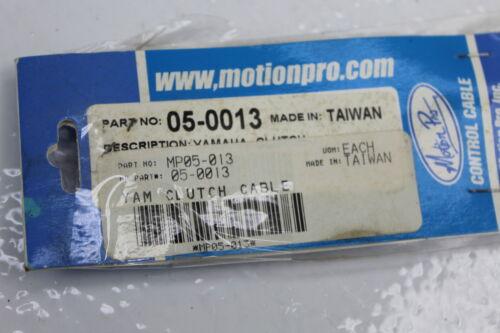 www.motionpro.com
PART NO: 05-0013 MADE IN: TAIWAN
DESCRIPTION: YAMAHA CLUTCH
PART NO: MP05-013 UOM: EACH
PART#: 05-0013 MADE IN: TAIWAN
YAM CLUTCH CABLE
*MP05-013*
Motion Pro
CONTROL CABLE